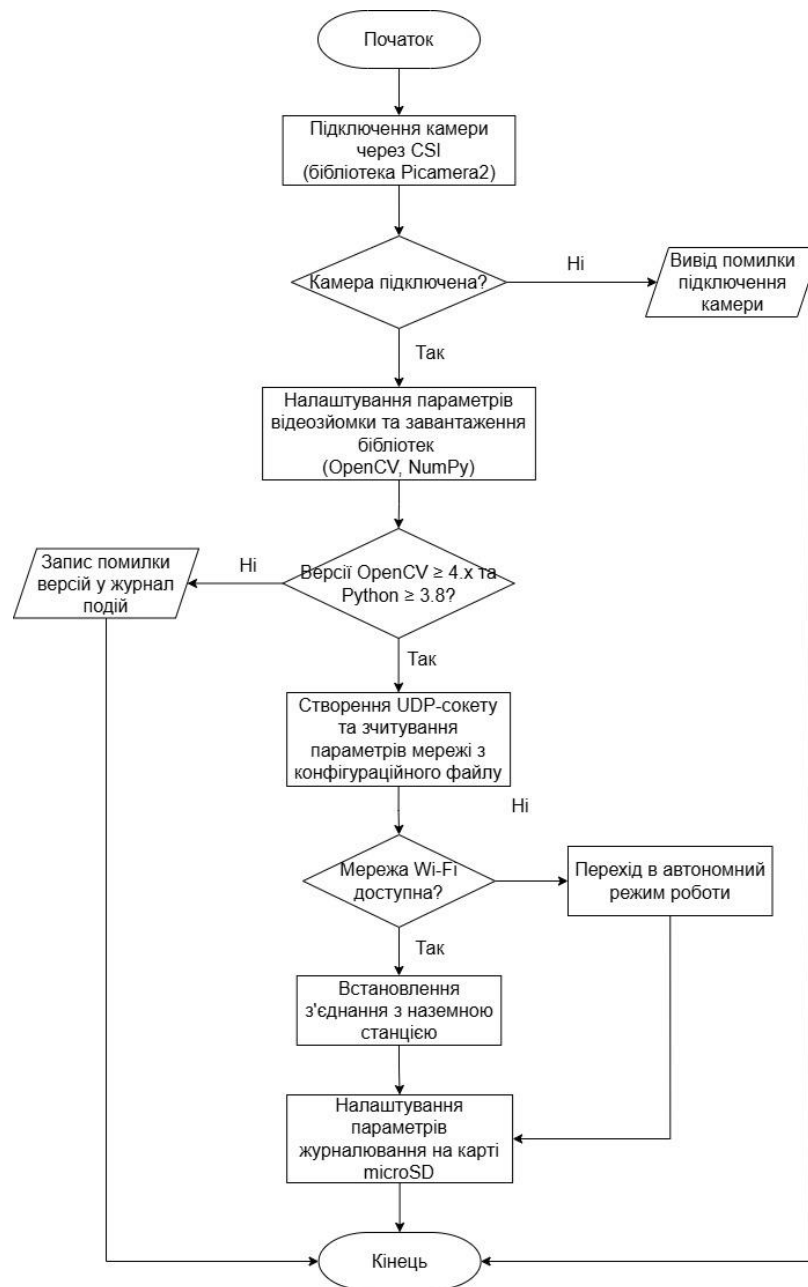 Початок
Підключення камери
через CSI
(бібліотека Picamera2)
Камера підключена?
Ні
Вивід помилки
підключення
камери
Так
Налаштування параметрів
відеозйомки та завантаження
бібліотек
(OpenCV, NumPy)
Запис помилки
версій у журнал
подій
Ні
Версії OpenCV ≥ 4.x та
Python ≥ 3.8?
Так
Створення UDP-сокету
та зчитування
параметрів мережі з
конфігураційного файлу
Ні
Мережа Wi-Fi
доступна?
Перехід в автономний
режим роботи
Так
Встановлення
з'єднання з наземною
станцією
Налаштування
параметрів
журналювання на карті
microSD
Кінець